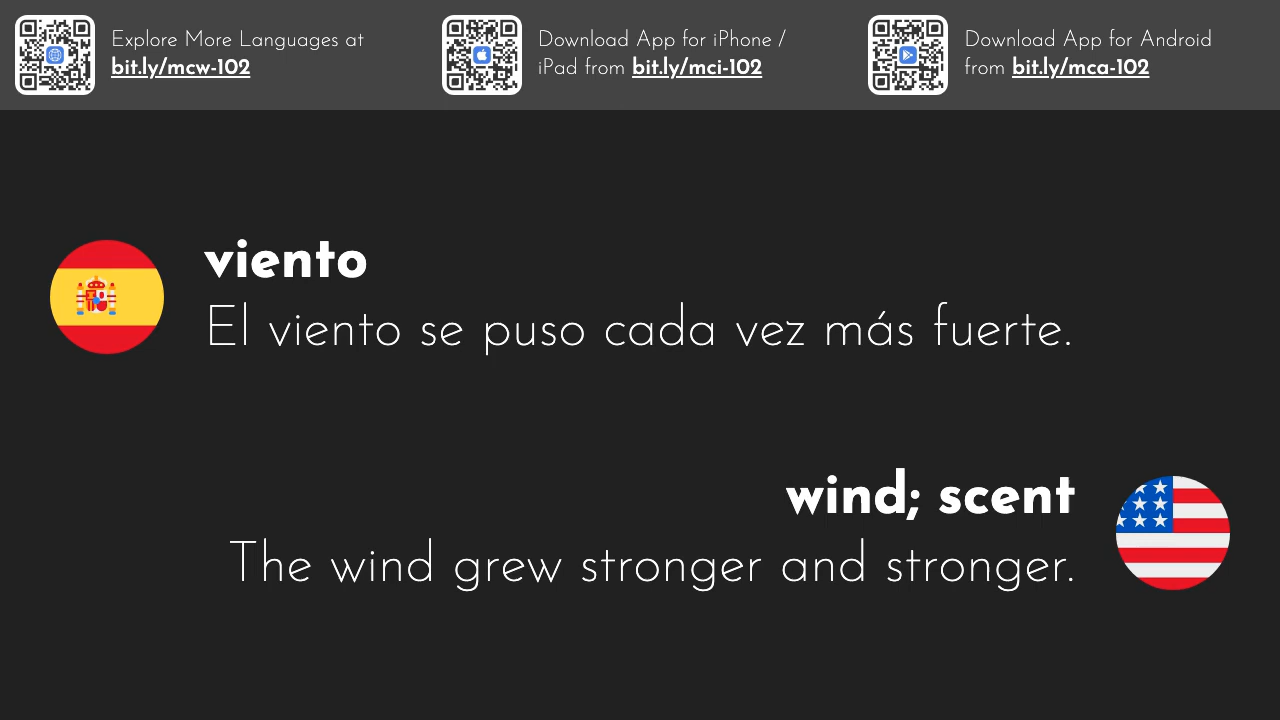 Explore More Languages at
bit.ly/mcw-102
Download App for iPhone /
iPad from bit.ly/mci-102
Download App for Android
from bit.ly/mca-102
viento
El viento se puso cada vez más fuerte.
wind; scent
The wind grew stronger and stronger.